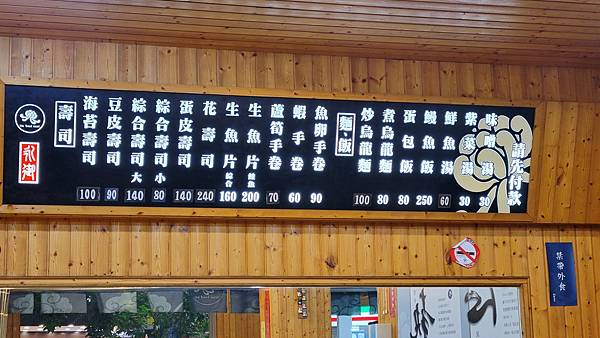 壽司
海苔壽司 100
豆皮壽司 90
綜合壽司 大 140
綜合壽司 小 80
蛋皮壽司 140
花壽司 240
生魚片 綜合 160
生魚片 200
蘆筍手卷 70
蝦手卷 60
魚卵手卷 90
麵、飯
炒烏龍麵 100
煮烏龍麵 80
蛋包飯 80
鰻魚飯 250
鮮魚湯 60
紫菜湯 30
味噌湯 30
請先付款
禁帶外食